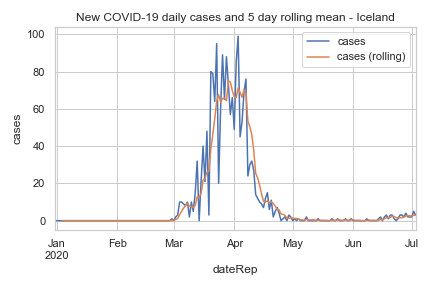 New COVID-19 daily cases and 5 day rolling mean - Iceland
cases
cases (rolling)
100
80
60
40
20
0
cases
Jan
2020
Feb
Mar
Apr
May
Jun
Jul
dateRep